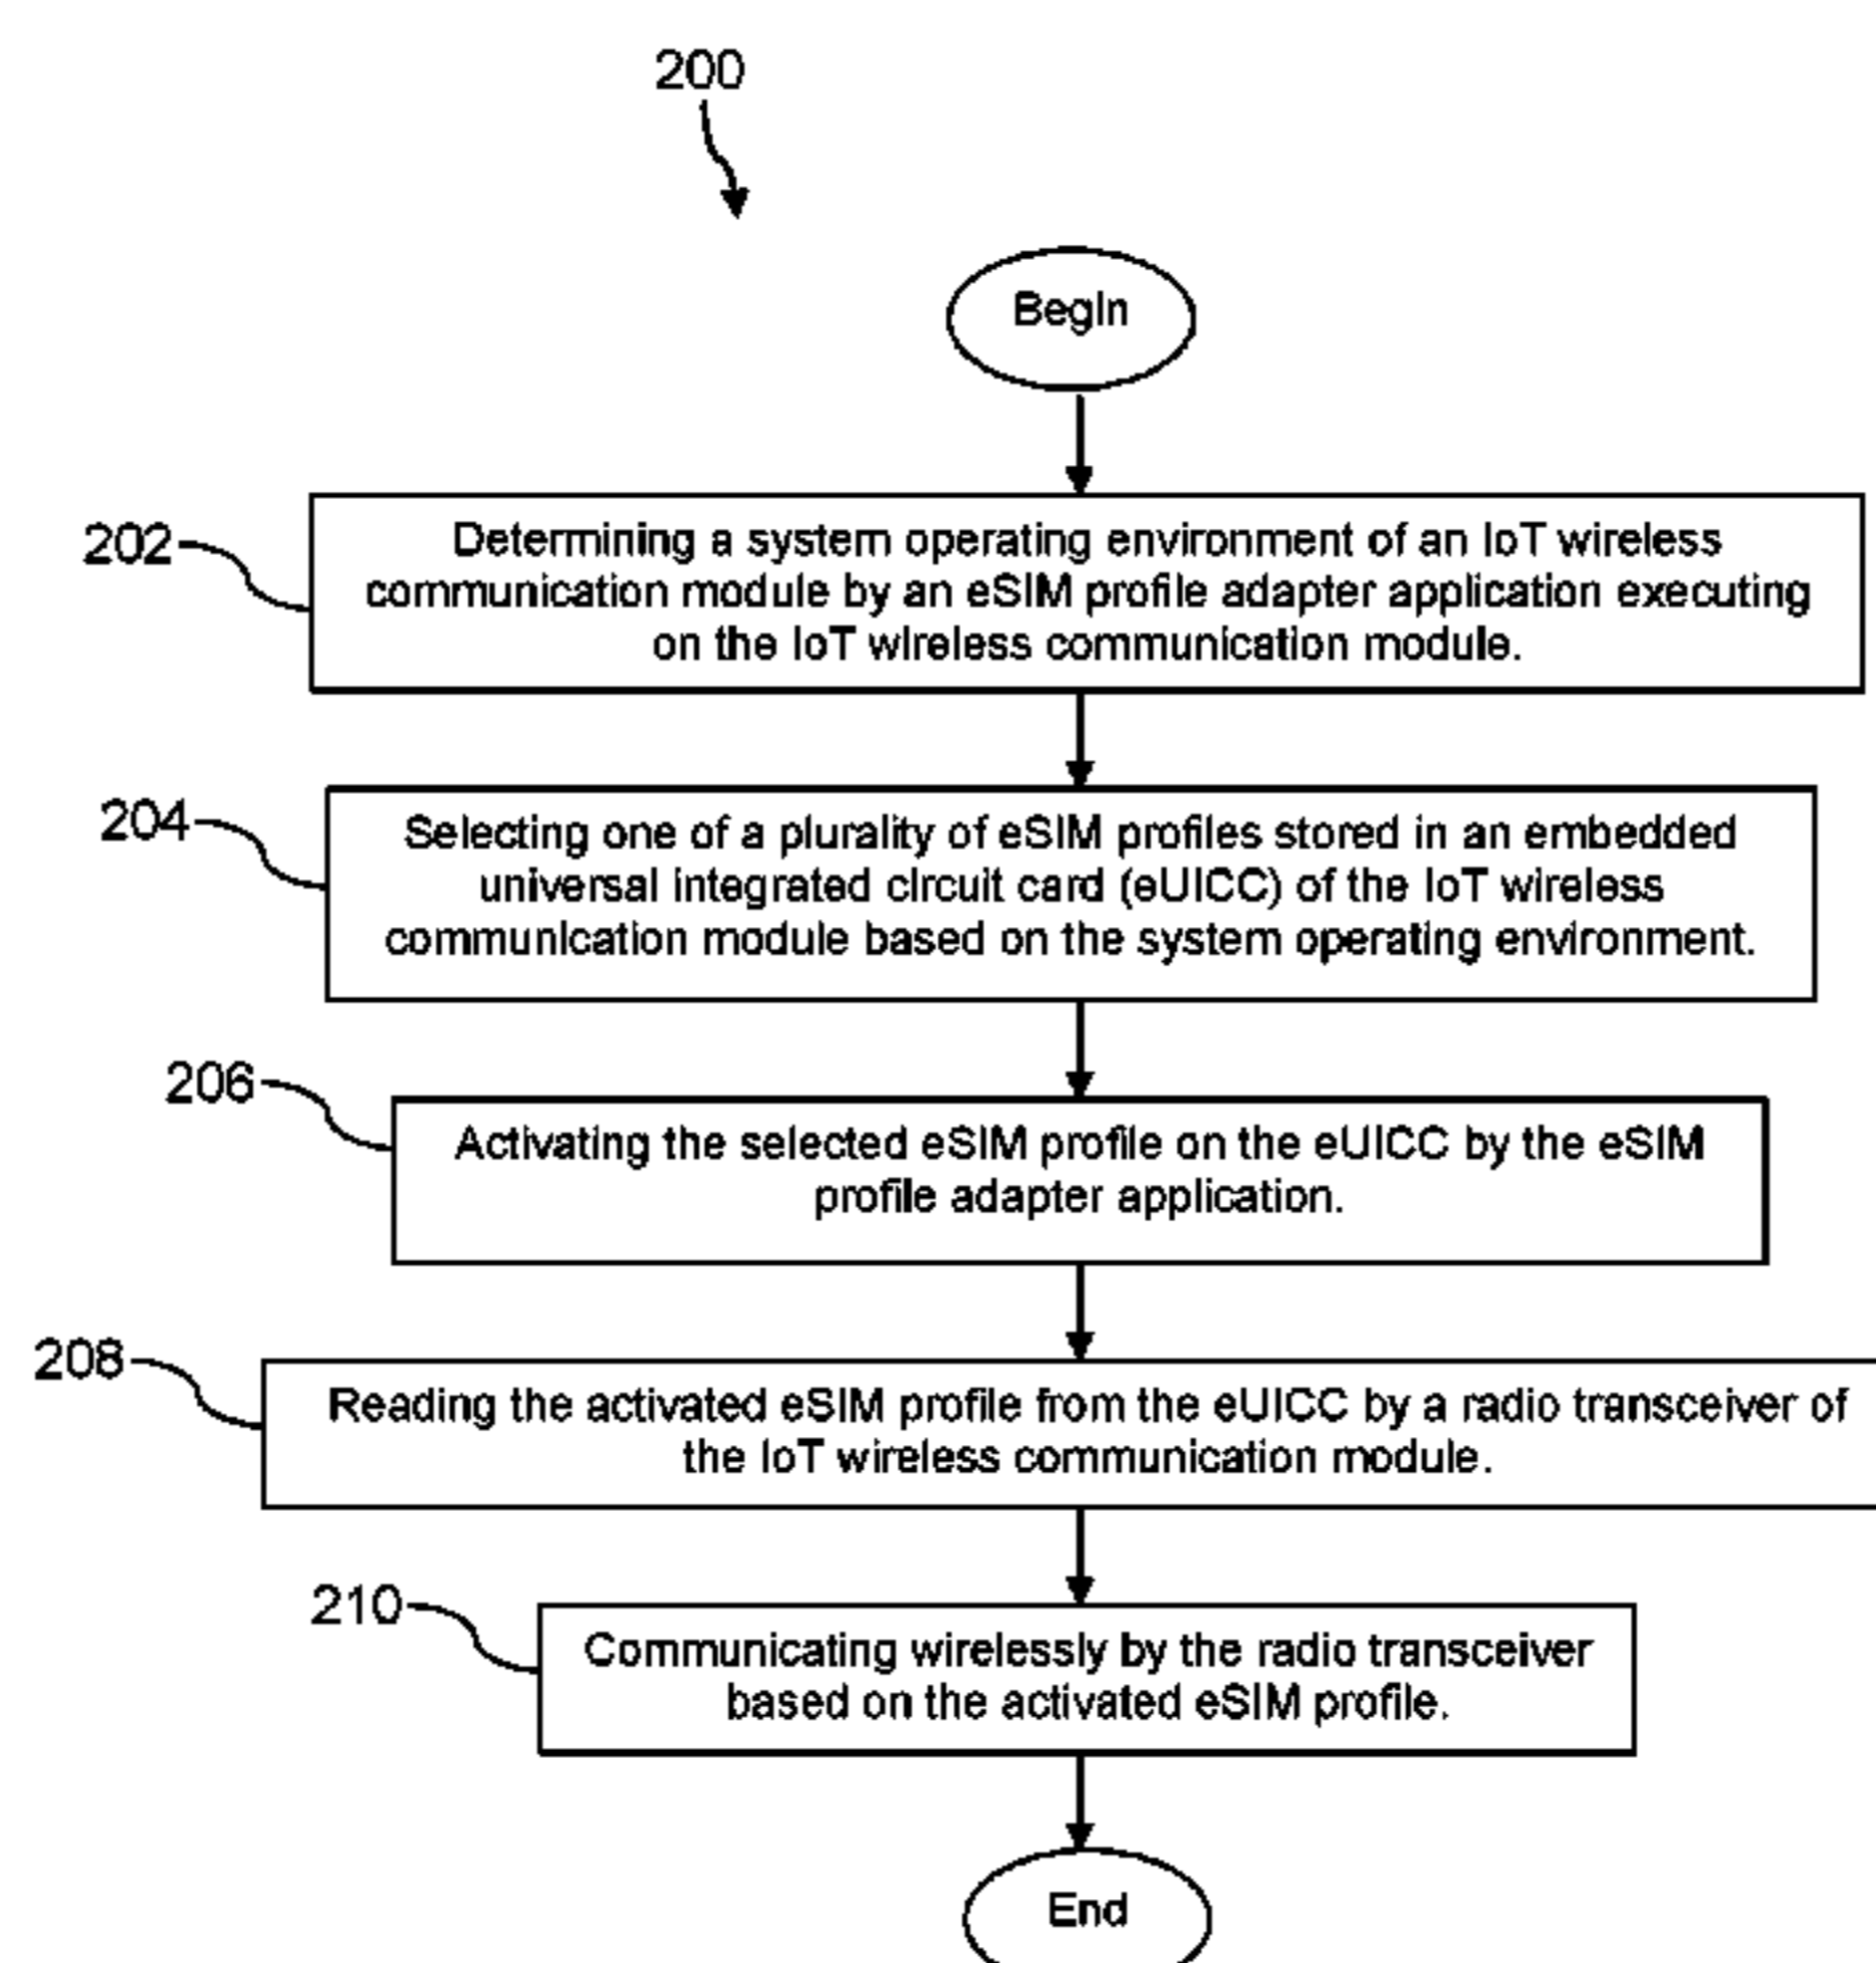 200
Begin
202
Determining a system operating environment of an IoT wireless
communication module by an eSIM profile adapter application executing
on the IoT wireless communication module.
204
Selecting one of a plurality of eSIM profiles stored in an embedded
universal integrated circuit card (eUICC) of the IoT wireless
communication module based on the system operating environment.
206
Activating the selected eSIM profile on the eUICC by the eSIM
profile adapter application.
208
Reading the activated eSIM profile from the eUICC by a radio transceiver of
the IoT wireless communication module.
210
Communicating wirelessly by the radio transceiver
based on the activated eSIM profile.
End